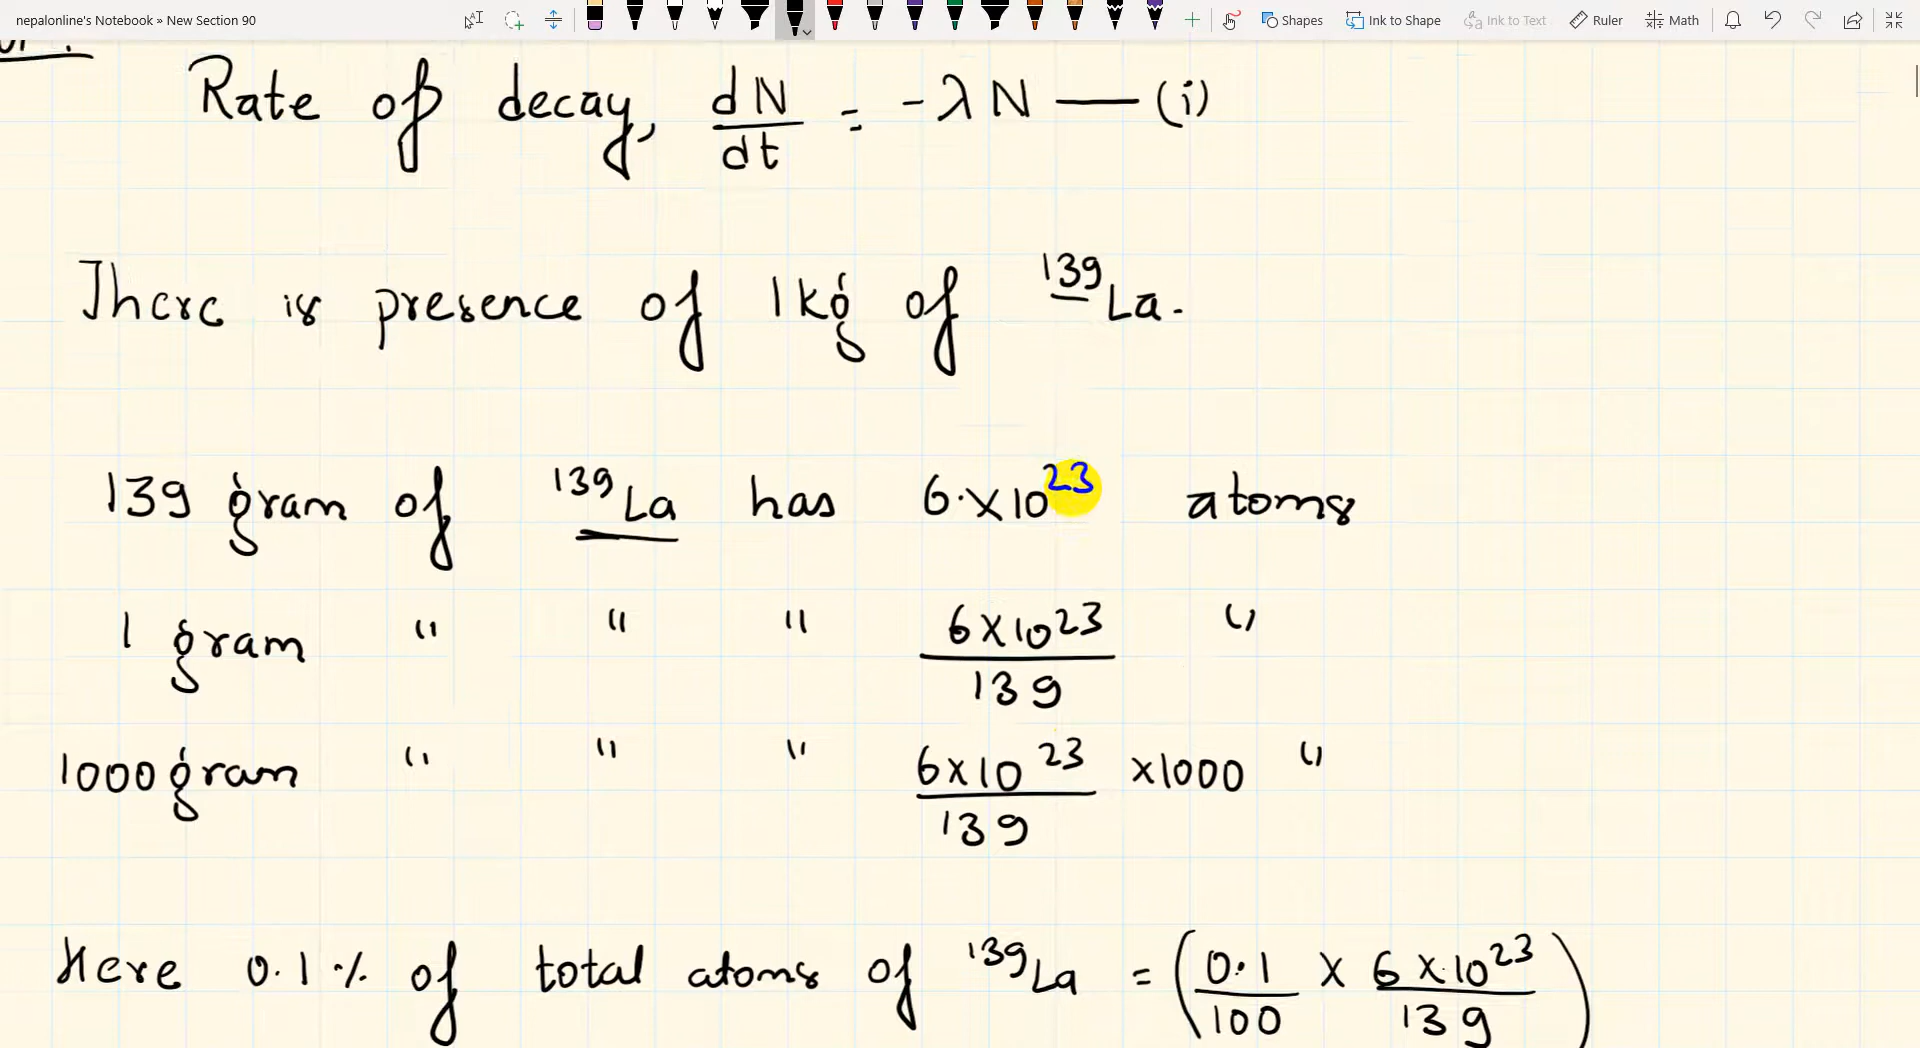 nepalonline's Notebook » New Section 90
Shapes Ink to Shape Ink to Text Ruler Math
Rate of decay, dN/dt = -λN — (i)
There is presence of 1kg of ¹³⁹La.
139 gram of ¹³⁹La has 6.×10²³ atoms
1 gram " " " 6×10²³/139 "
1000 gram " " " 6×10²³/139 ×1000 "
Here 0.1% of total atoms of ¹³⁹La = (0.1/100 × 6×10²³/139)